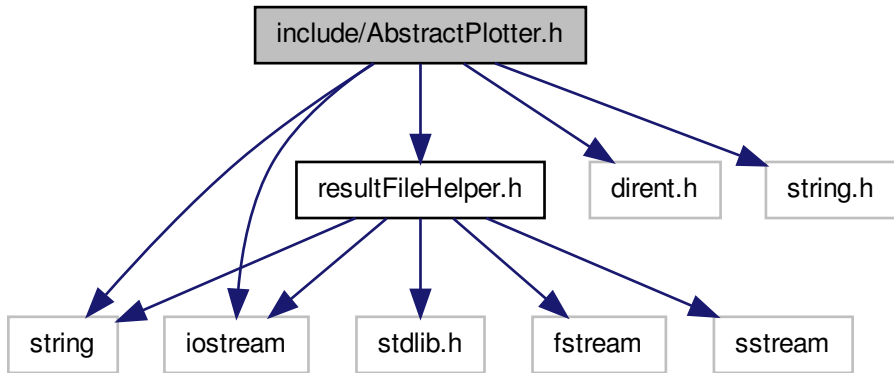 include/AbstractPlotter.h
resultFileHelper.h
dirent.h
string.h
string
iostream
stdlib.h
fstream
sstream